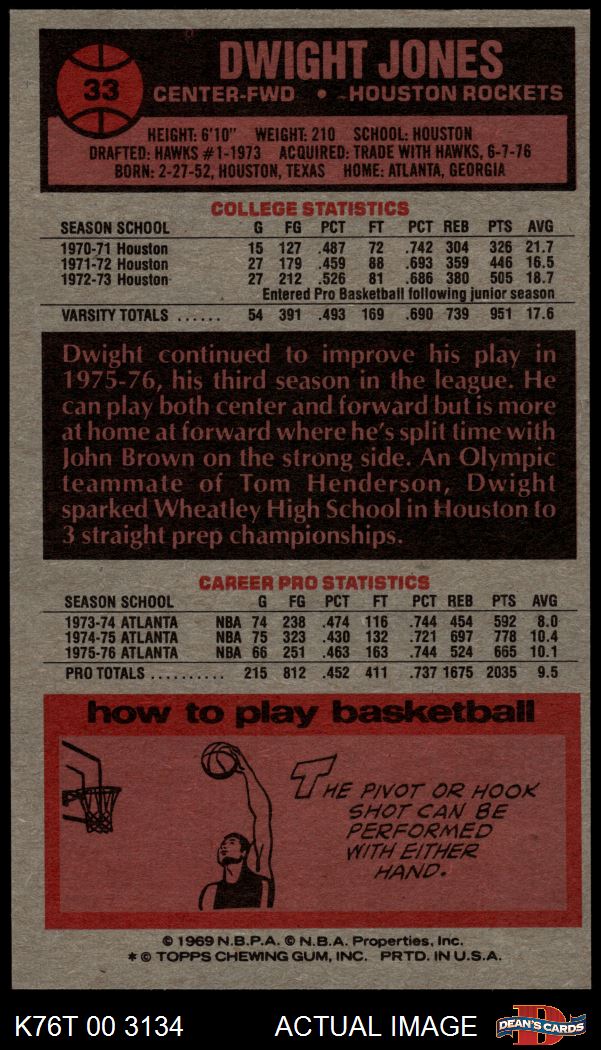 33
DWIGHT JONES
CENTER-FWD • HOUSTON ROCKETS
HEIGHT: 6'10" WEIGHT: 210 SCHOOL: HOUSTON
DRAFTED: HAWKS #1-1973 ACQUIRED: TRADE WITH HAWKS, 6-7-76
BORN: 2-27-52, HOUSTON, TEXAS HOME: ATLANTA, GEORGIA
COLLEGE STATISTICS
SEASON SCHOOL G FG PCT FT PCT REB PTS AVG
1970-71 Houston 15 127 .487 72 .742 304 326 21.7
1971-72 Houston 27 179 .459 88 .693 359 446 16.5
1972-73 Houston 27 212 .526 81 .686 380 505 18.7
Entered Pro Basketball following junior season
VARSITY TOTALS ...... 54 391 .493 169 .690 739 951 17.6
Dwight continued to improve his play in
1975-76, his third season in the league. He
can play both center and forward but is more
at home at forward where he's split time with
John Brown on the strong side. An Olympic
teammate of Tom Henderson, Dwight
sparked Wheatley High School in Houston to
3 straight prep championships.
CAREER PRO STATISTICS
SEASON SCHOOL G FG PCT FT PCT REB PTS AVG
1973-74 ATLANTA NBA 74 238 .474 116 .744 454 592 8.0
1974-75 ATLANTA NBA 75 323 .430 132 .721 697 778 10.4
1975-76 ATLANTA NBA 66 251 .463 163 .744 524 665 10.1
PRO TOTALS .......... 215 812 .452 411 .737 1675 2035 9.5
how to play basketball
THE PIVOT OR HOOK
SHOT CAN BE
PERFORMED
WITH EITHER
HAND.
© 1969 N.B.P.A. © N.B.A. Properties, Inc.
* © TOPPS CHEWING GUM, INC. PRTD. IN U.S.A.
K76T 00 3134 ACTUAL IMAGE
D
DEAN'S CARDS